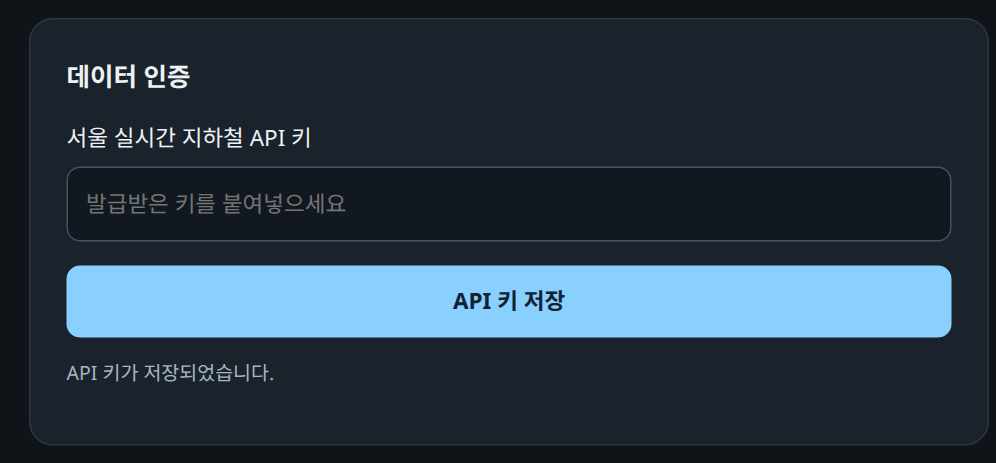 데이터 인증
서울 실시간 지하철 API 키
발급받은 키를 붙여넣으세요
API 키 저장
API 키가 저장되었습니다.